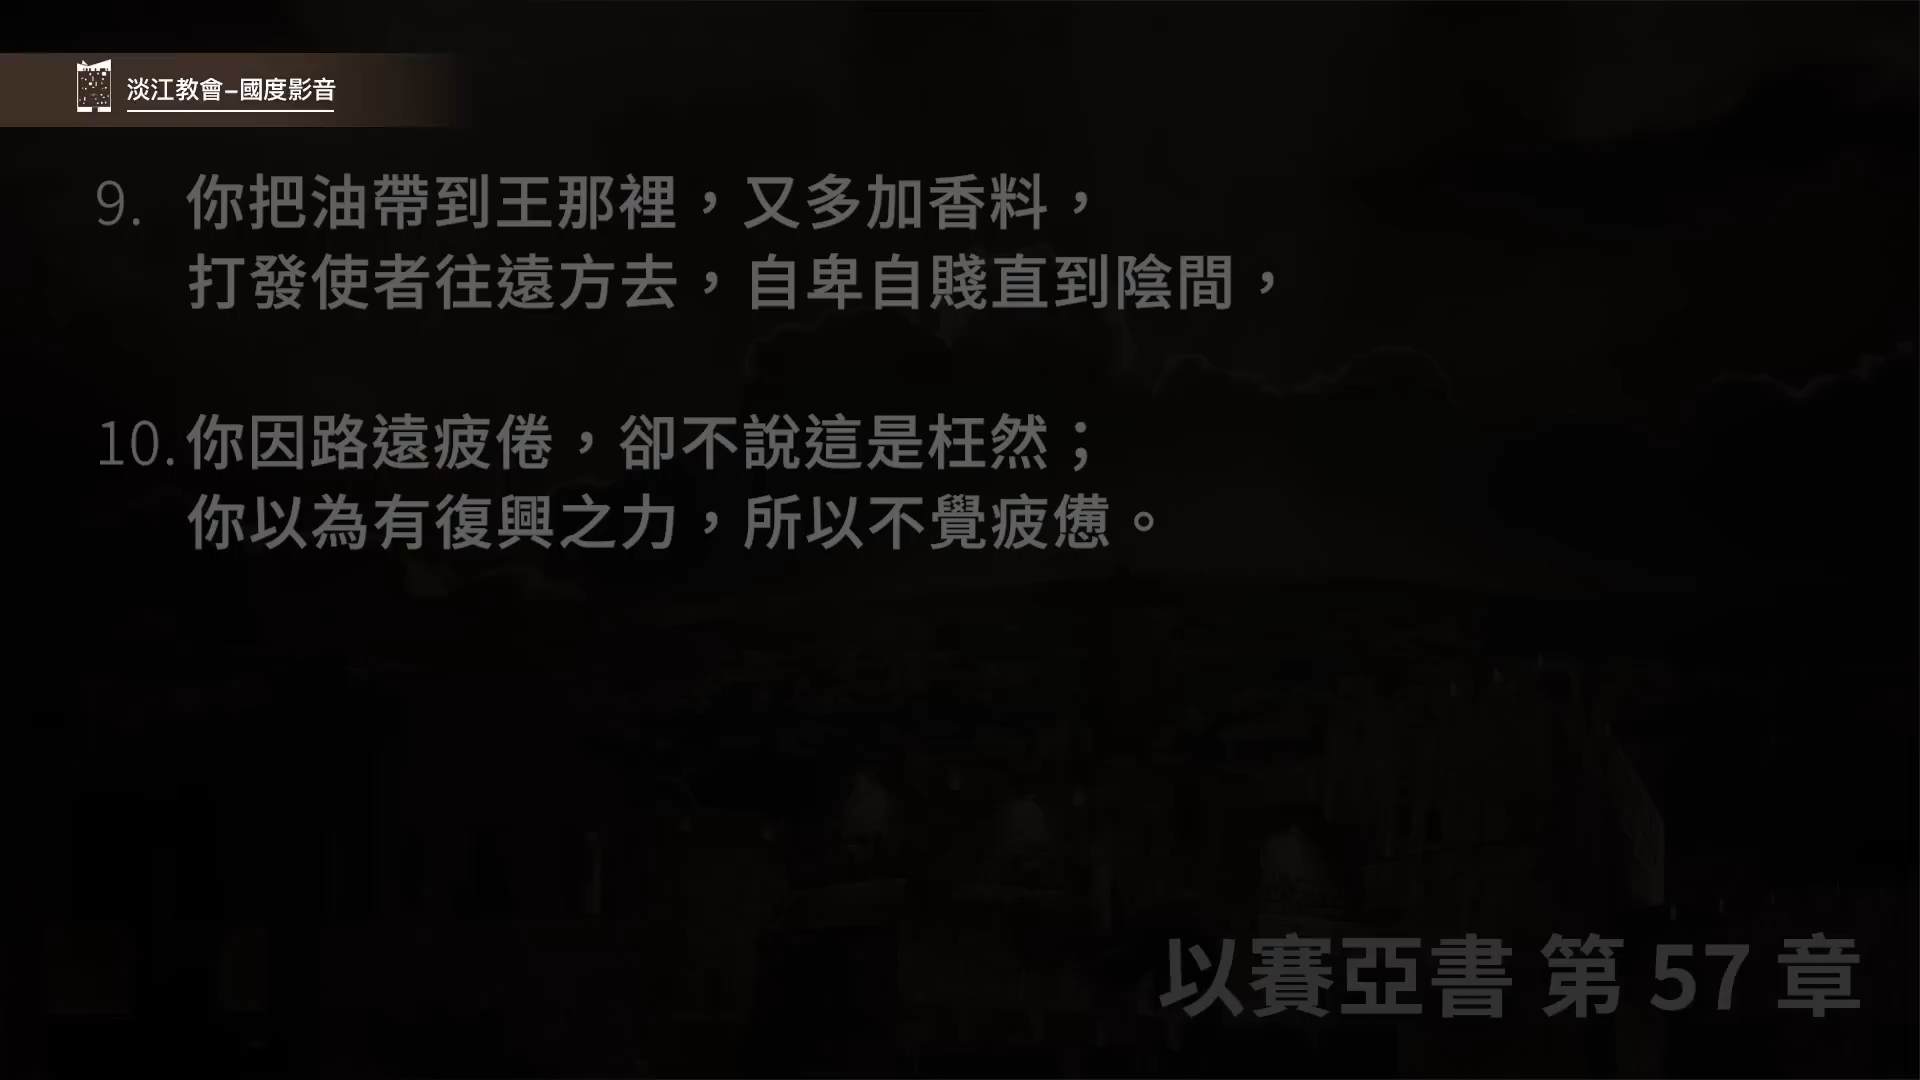 淡江教會–國度影音
9. 你把油帶到王那裡，又多加香料，
打發使者往遠方去，自卑自賤直到陰間，
10. 你因路遠疲倦，卻不說這是枉然；
你以為有復興之力，所以不覺疲憊。
以賽亞書 第 57 章